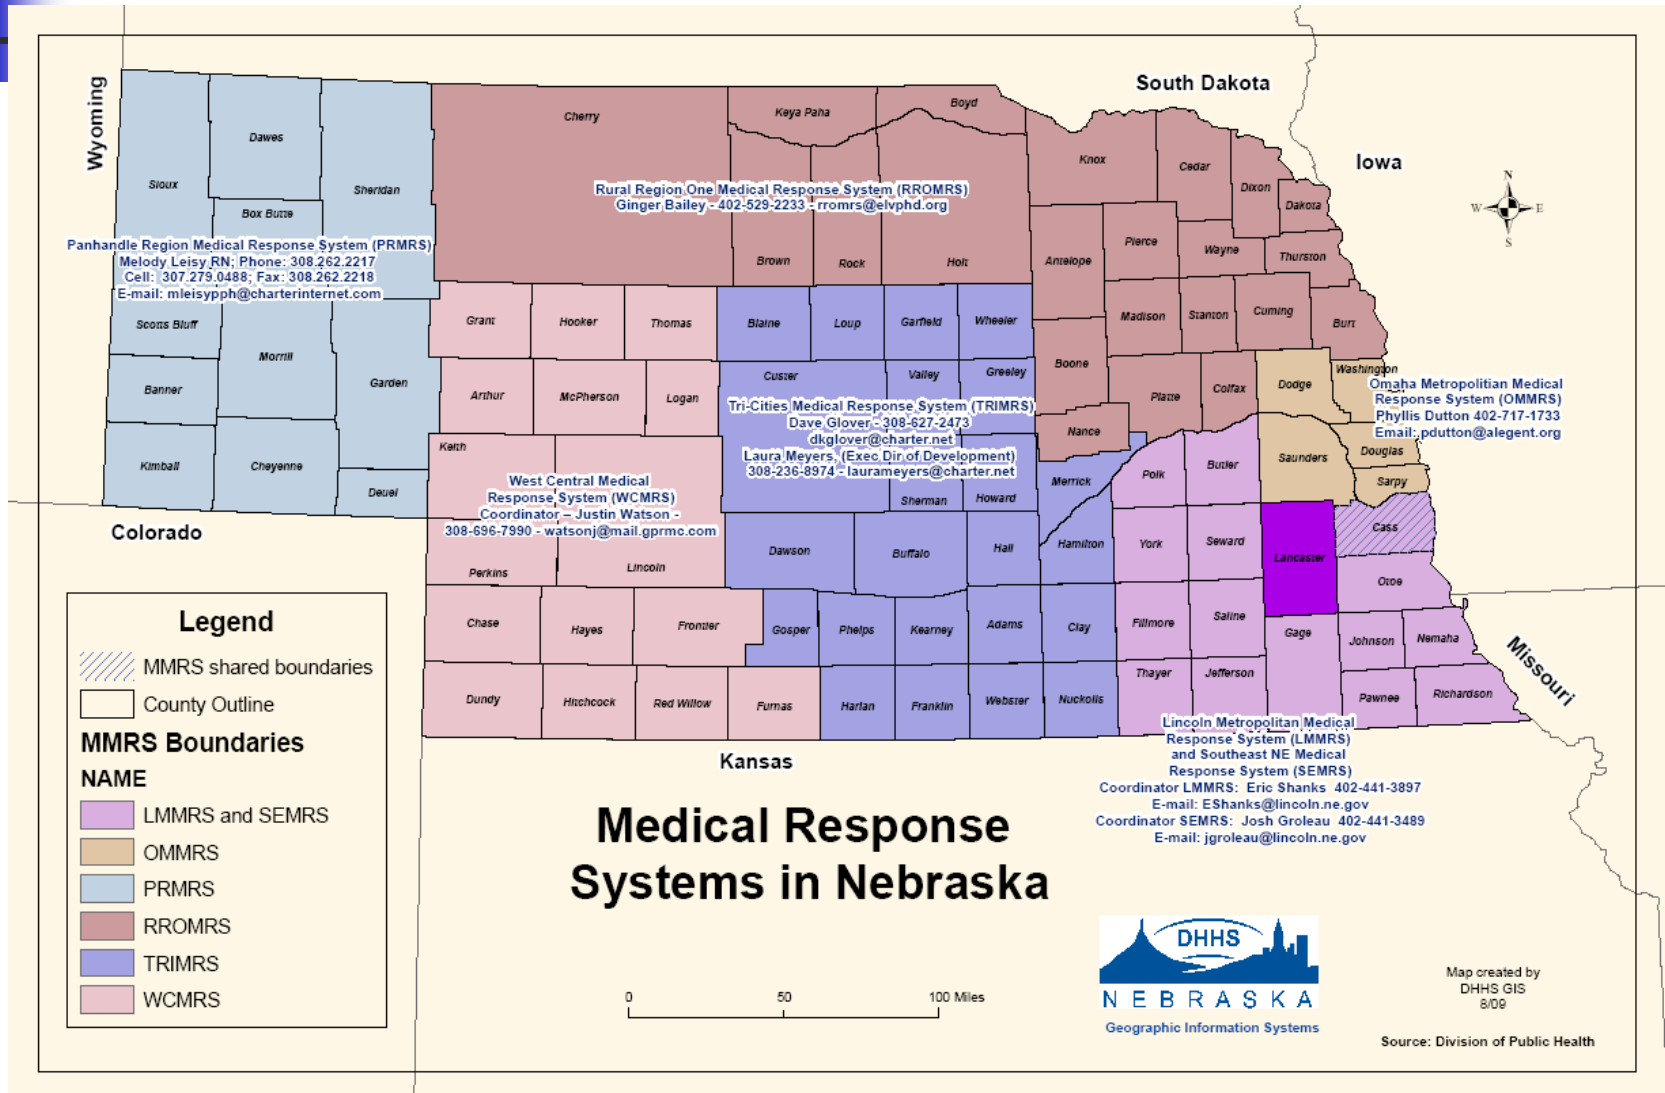 South Dakota
Wyoming
Iowa
N
W E
S
Cherry
Keya Paha
Boyd
Dawes
Sioux
Sheridan
Knox
Cedar
Dixon
Dakota
Box Butte
Rural Region One Medical Response System (RROMRS)
Ginger Bailey - 402-529-2233 - rromrs@elvphd.org
Panhandle Region Medical Response System (PRMRS)
Melody Leisy RN; Phone: 308.262.2217
Cell: 307.279.0488; Fax: 308.262.2218
E-mail: mleisypph@charterinternet.com
Brown
Rock
Holt
Antelope
Pierce
Wayne
Thurston
Scotts Bluff
Morrill
Banner
Garden
Kimball
Cheyenne
Deuel
Grant
Hooker
Thomas
Blaine
Loup
Garfield
Wheeler
Madison
Stanton
Cuming
Burt
Boone
Arthur
McPherson
Logan
Custer
Valley
Greeley
Platte
Colfax
Dodge
Washington
Omaha Metropolitian Medical
Response System (OMMRS)
Phyllis Dutton 402-717-1733
Email: pdutton@alegent.org
Tri-Cities Medical Response System (TRIMRS)
Dave Glover - 308-627-2473
dkglover@charter.net
Laura Meyers, (Exec Dir of Development)
308-236-8974 - laurameyers@charter.net
Nance
Keith
West Central Medical
Response System (WCMRS)
Coordinator – Justin Watson -
308-696-7990 - watsonj@mail.gprmc.com
Sherman
Howard
Merrick
Polk
Butler
Saunders
Douglas
Sarpy
Perkins
Lincoln
Dawson
Buffalo
Hall
Hamilton
York
Seward
Lancaster
Cass
Otoe
Chase
Hayes
Frontier
Gosper
Phelps
Kearney
Adams
Clay
Fillmore
Saline
Gage
Johnson
Nemaha
Dundy
Hitchcock
Red Willow
Furnas
Harlan
Franklin
Webster
Nuckolls
Thayer
Jefferson
Pawnee
Richardson
Colorado
Kansas
Missouri
Lincoln Metropolitan Medical
Response System (LMMRS)
and Southeast NE Medical
Response System (SEMRS)
Coordinator LMMRS: Eric Shanks 402-441-3897
E-mail: EShanks@lincoln.ne.gov
Coordinator SEMRS: Josh Groleau 402-441-3489
E-mail: jgroleau@lincoln.ne.gov
Legend
MMRS shared boundaries
County Outline
MMRS Boundaries
NAME
LMMRS and SEMRS
OMMRS
PRMRS
RROMRS
TRIMRS
WCMRS
Medical Response
Systems in Nebraska
0 50 100 Miles
DHHS
NEBRASKA
Geographic Information Systems
Map created by
DHHS GIS
8/09
Source: Division of Public Health